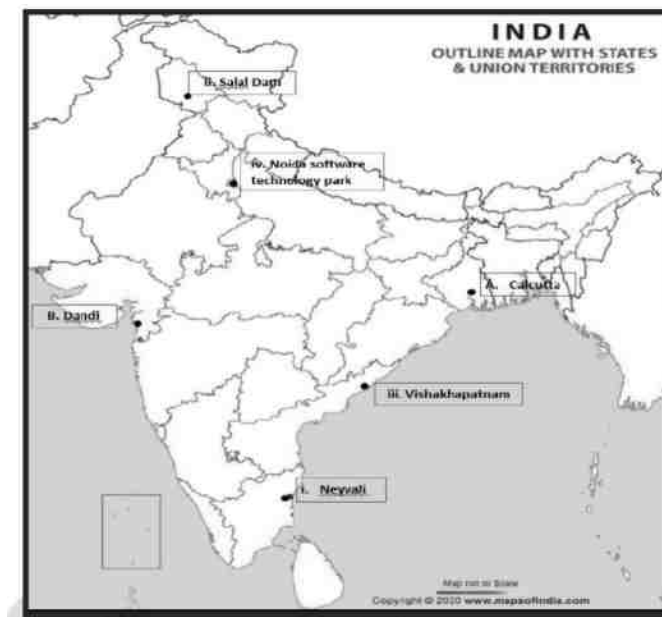 INDIA
OUTLINE MAP WITH STATES
& UNION TERRITORIES
ii. Salal Dam
iv. Noida software
technology park
A. Calcutta
B. Dandi
iii. Vishakhapatnam
i. Neyvali
Map not to Scale
Copyright © 2020 www.mapsofindia.com